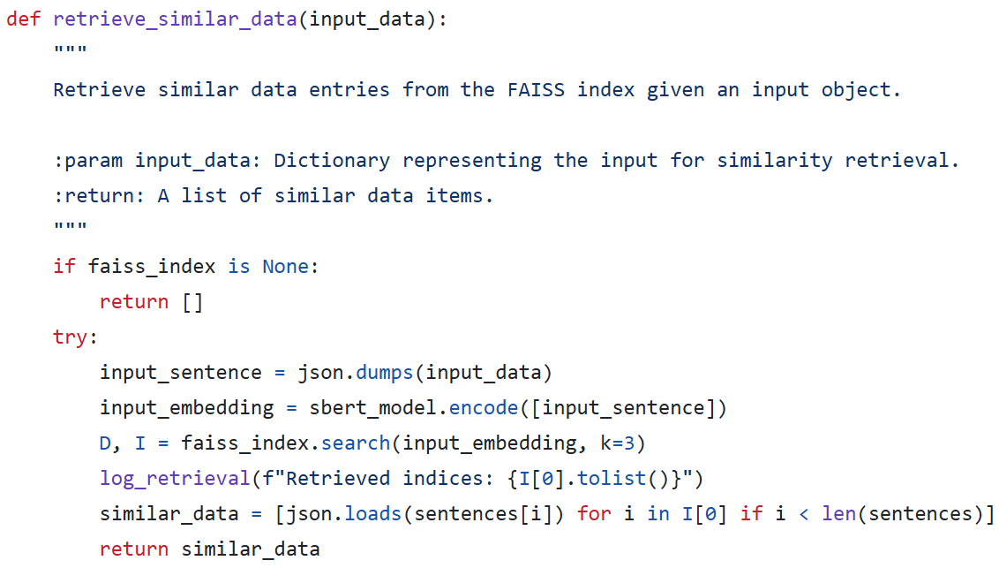 def retrieve_similar_data(input_data):
    """
    Retrieve similar data entries from the FAISS index given an input object.

    :param input_data: Dictionary representing the input for similarity retrieval.
    :return: A list of similar data items.
    """
    if faiss_index is None:
        return []
    try:
        input_sentence = json.dumps(input_data)
        input_embedding = sbert_model.encode([input_sentence])
        D, I = faiss_index.search(input_embedding, k=3)
        log_retrieval(f"Retrieved indices: {I[0].tolist()}")
        similar_data = [json.loads(sentences[i]) for i in I[0] if i < len(sentences)]
        return similar_data